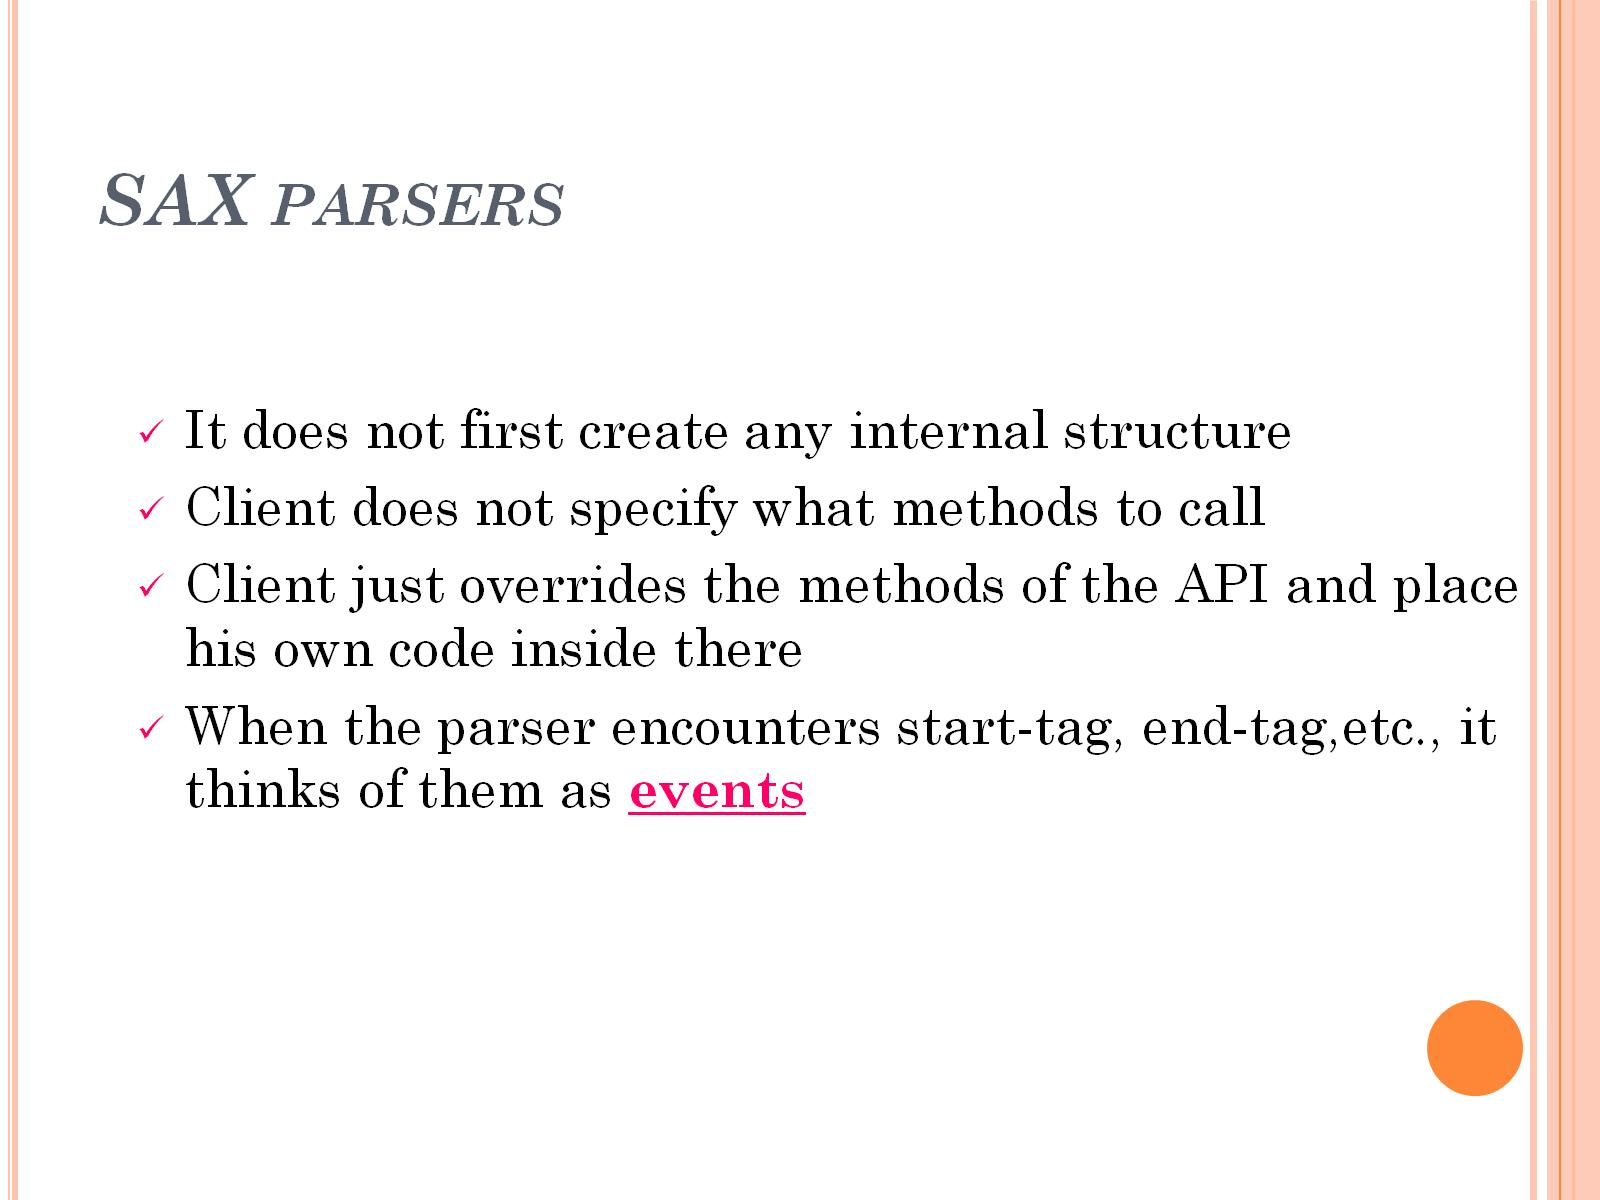 SAX PARSERS
✓ It does not first create any internal structure
✓ Client does not specify what methods to call
✓ Client just overrides the methods of the API and place
his own code inside there
✓ When the parser encounters start-tag, end-tag,etc., it
thinks of them as events